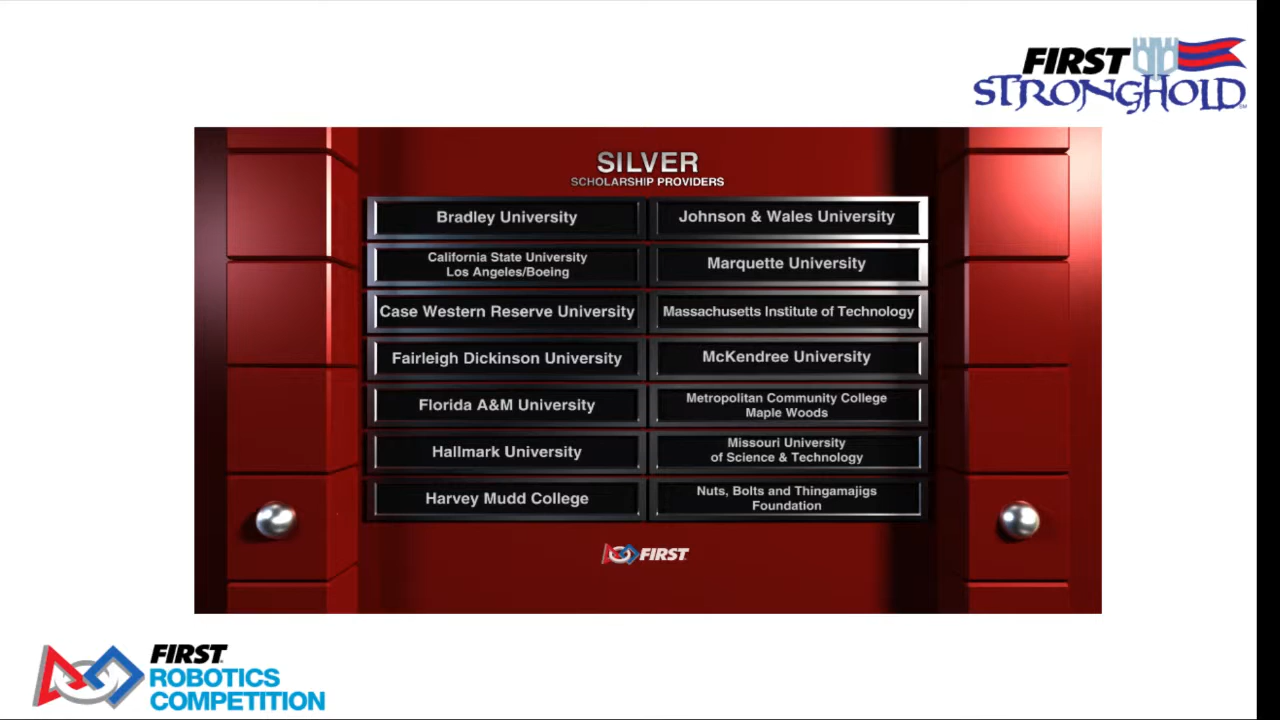 FIRST
STRONGHOLD
SILVER
SCHOLARSHIP PROVIDERS
Bradley University
Johnson & Wales University
California State University
Los Angeles/Boeing
Marquette University
Case Western Reserve University
Massachusetts Institute of Technology
Fairleigh Dickinson University
McKendree University
Florida A&M University
Metropolitan Community College
Maple Woods
Hallmark University
Missouri University
of Science & Technology
Harvey Mudd College
Nuts, Bolts and Thingamajigs
Foundation
FIRST
FIRST
ROBOTICS
COMPETITION